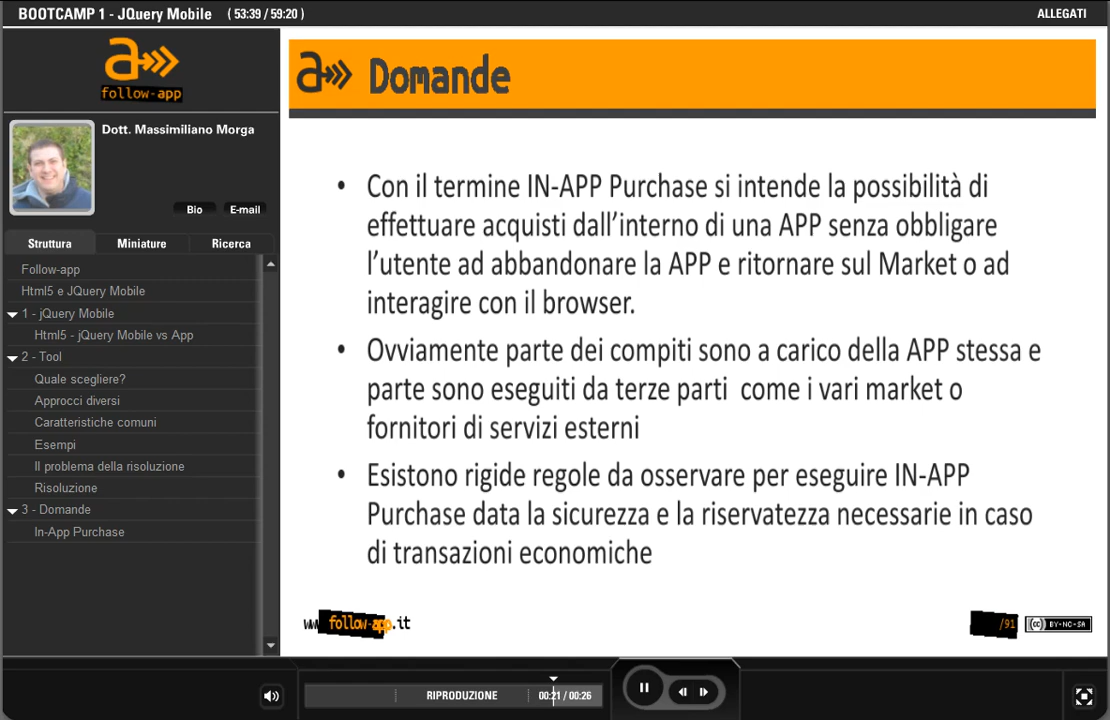 BOOTCAMP 1 - JQuery Mobile ( 53:39 / 59:20 )
ALLEGATI
a
follow-app
Dott. Massimiliano Morga
Bio
E-mail
Struttura
Miniature
Ricerca
Follow-app
Html5 e JQuery Mobile
1 - jQuery Mobile
Html5 - jQuery Mobile vs App
2 - Tool
Quale scegliere?
Approcci diversi
Caratteristiche comuni
Esempi
Il problema della risoluzione
Risoluzione
3 - Domande
In-App Purchase
a Domande
• Con il termine IN-APP Purchase si intende la possibilità di
effettuare acquisti dall'interno di una APP senza obbligare
l'utente ad abbandonare la APP e ritornare sul Market o ad
interagire con il browser.
• Ovviamente parte dei compiti sono a carico della APP stessa e
parte sono eseguiti da terze parti come i vari market o
fornitori di servizi esterni
• Esistono rigide regole da osservare per eseguire IN-APP
Purchase data la sicurezza e la riservatezza necessarie in caso
di transazioni economiche
www.follow-app.it
/91
cc BY-NC-SA
RIPRODUZIONE
00:21 / 00:26